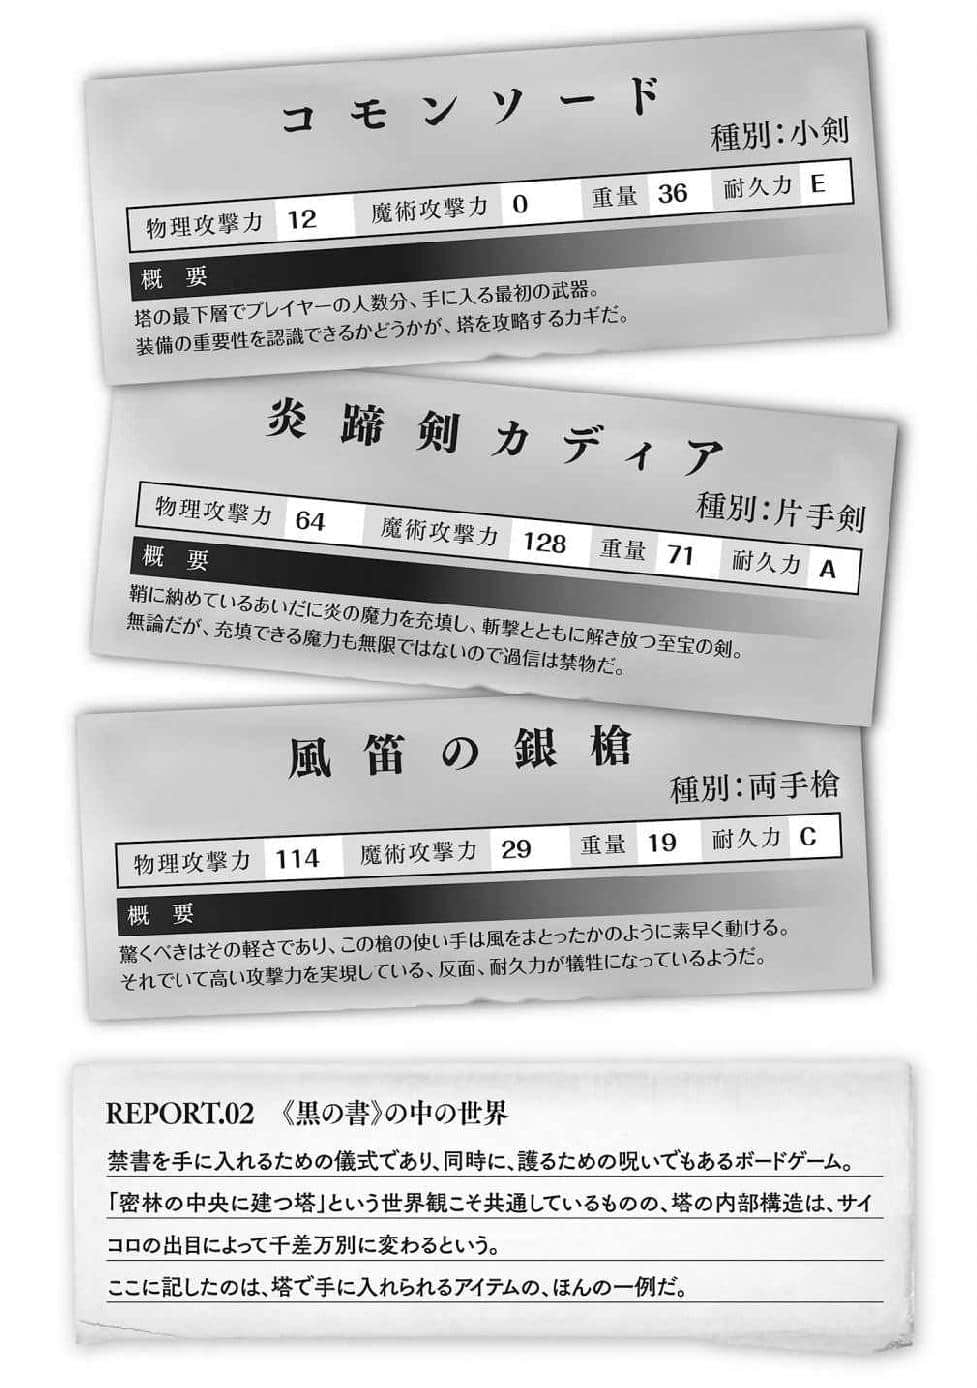 コモンソード
種別：小剣
物理攻撃力 12 魔術攻撃力 0 重量 36 耐久力 E
概 要
塔の最下層でプレイヤーの人数分、手に入る最初の武器。
装備の重要性を認識できるかどうかが、塔を攻略するカギだ。
炎蹄剣カディア
種別：片手剣
物理攻撃力 64 魔術攻撃力 128 重量 71 耐久力 A
概 要
鞘に納めているあいだに炎の魔力を充填し、斬撃とともに解き放つ至宝の剣。
無論だが、充填できる魔力も無限ではないので過信は禁物だ。
風笛の銀槍
種別：両手槍
物理攻撃力 114 魔術攻撃力 29 重量 19 耐久力 C
概 要
驚くべきはその軽さであり、この槍の使い手は風をまとったかのように素早く動ける。
それでいて高い攻撃力を実現している、反面、耐久力が犠牲になっているようだ。
REPORT.02 《黒の書》の中の世界
禁書を手に入れるための儀式であり、同時に、護るための呪いでもあるボードゲーム。
「密林の中央に建つ塔」という世界観こそ共通しているものの、塔の内部構造は、サイ
コロの出目によって千差万別に変わるという。
ここに記したのは、塔で手に入れられるアイテムの、ほんの一例だ。